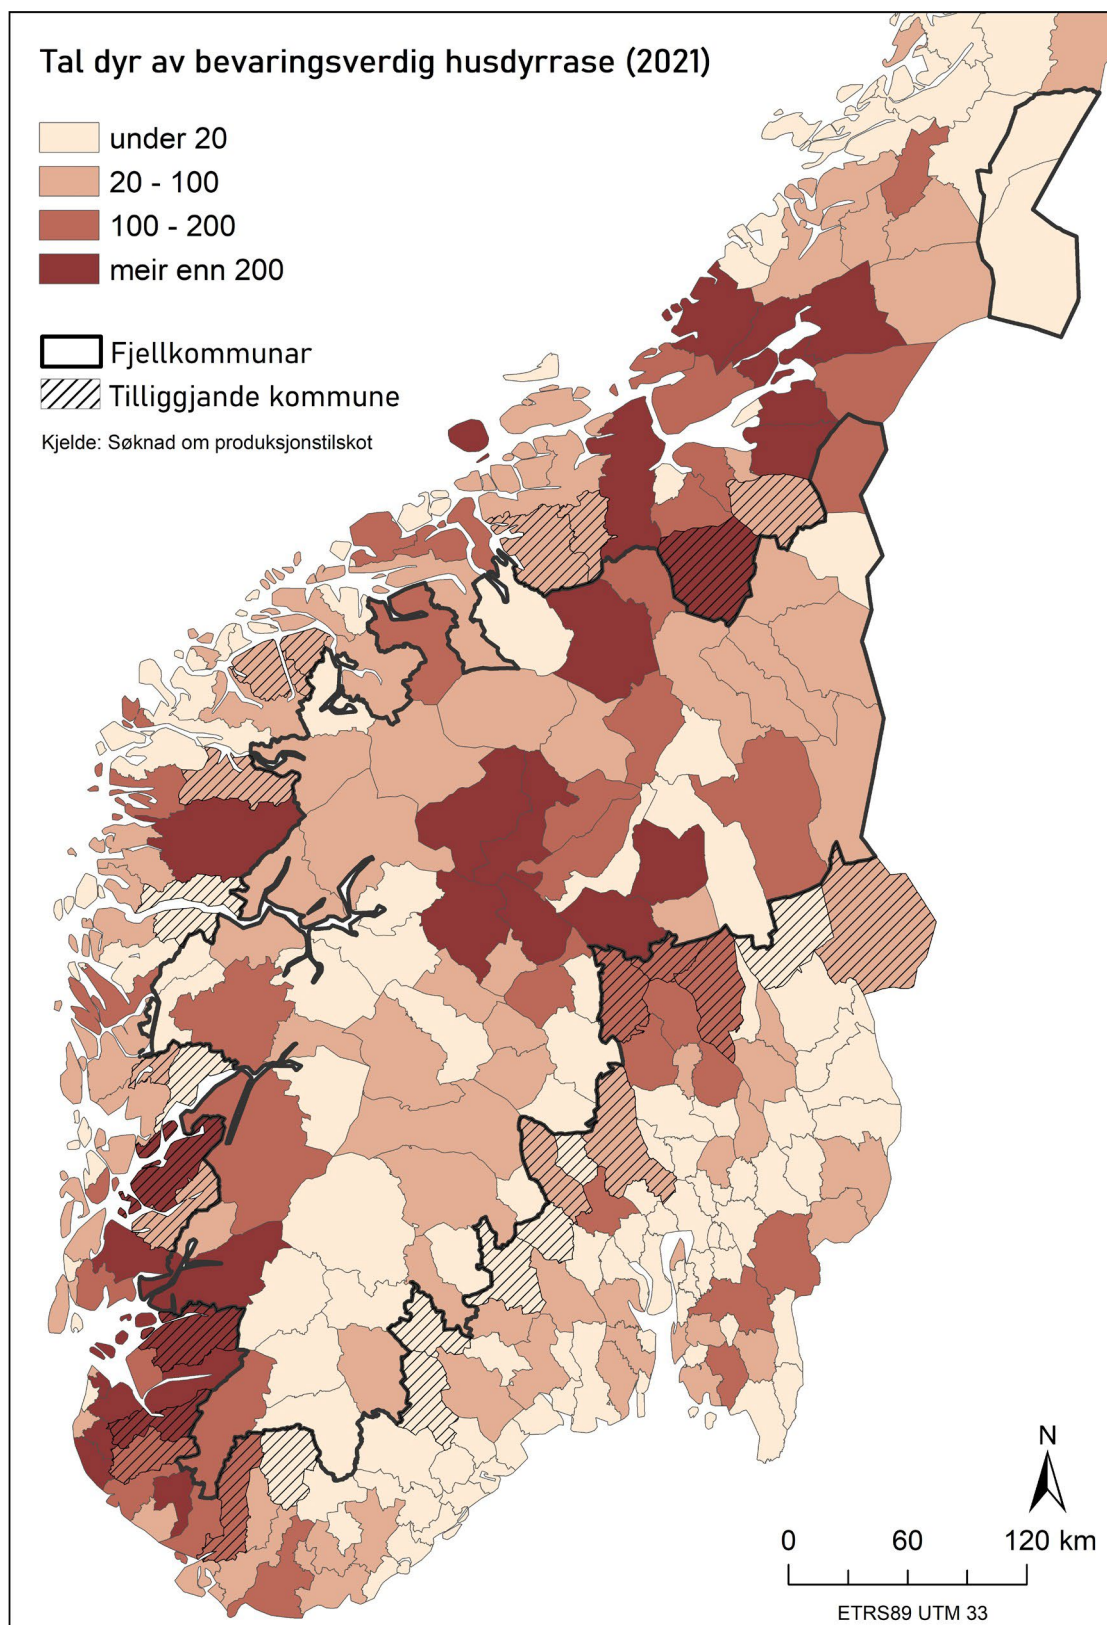 Tal dyr av bevaringsverdig husdyrrase (2021)
under 20
20 - 100
100 - 200
meir enn 200
Fjellkommunar
Tilliggjande kommune
Kjelde: Søknad om produksjonstilskot
N
0 60 120 km
ETRS89 UTM 33